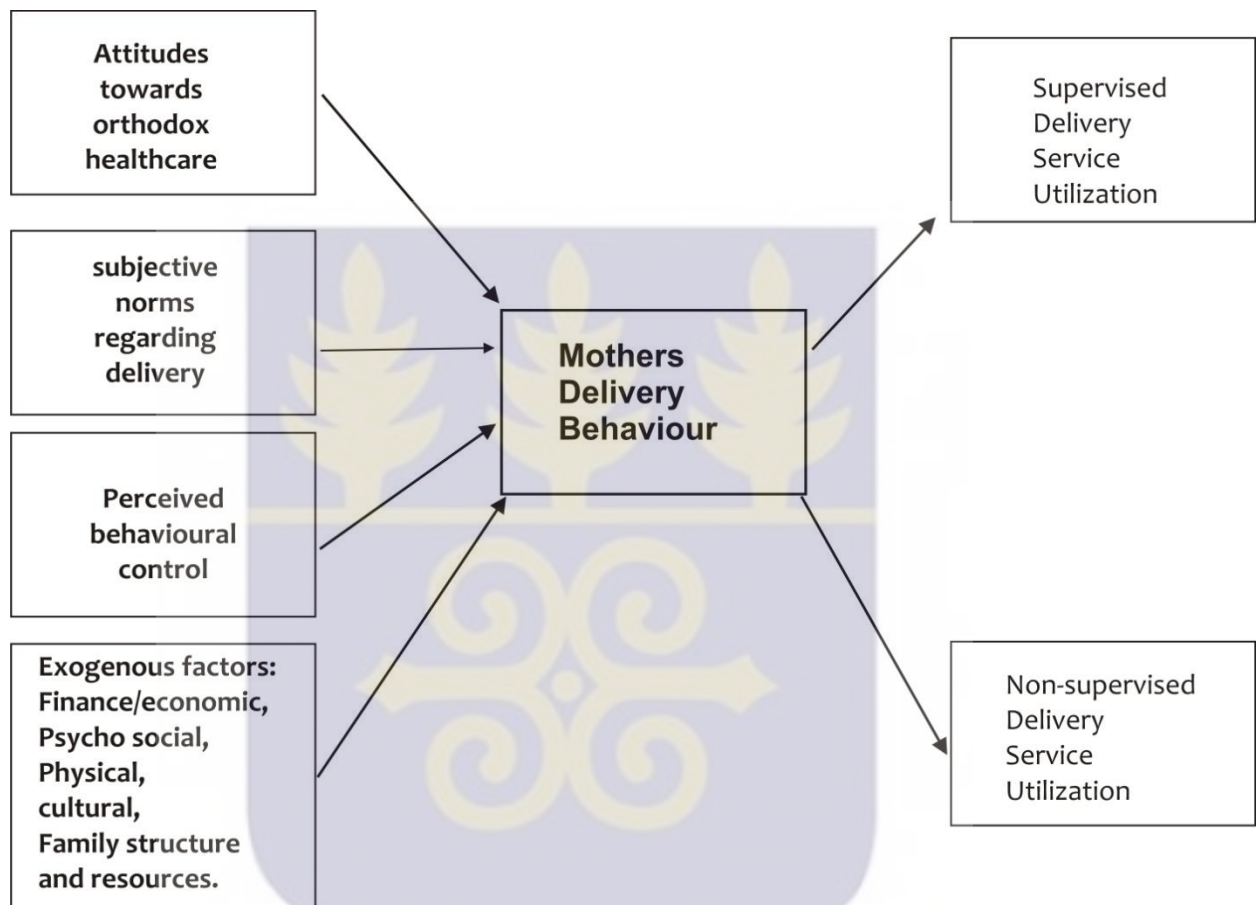 Attitudes
towards
orthodox
healthcare
subjective
norms
regarding
delivery
Perceived
behavioural
control
Exogenous factors:
Finance/economic,
Psycho social,
Physical,
cultural,
Family structure
and resources.
Mothers
Delivery
Behaviour
Supervised
Delivery
Service
Utilization
Non-supervised
Delivery
Service
Utilization